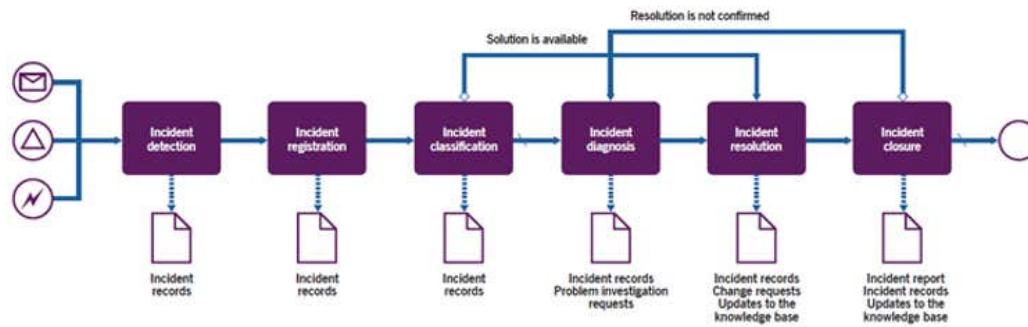 Resolution is not confirmed
Solution is available
Incident
detection
Incident
registration
Incident
classification
Incident
diagnosis
Incident
resolution
Incident
closure
Incident
records
Incident
records
Incident
records
Incident records
Problem investigation
requests
Incident records
Change requests
Updates to the
knowledge base
Incident report
Incident records
Updates to the
knowledge base